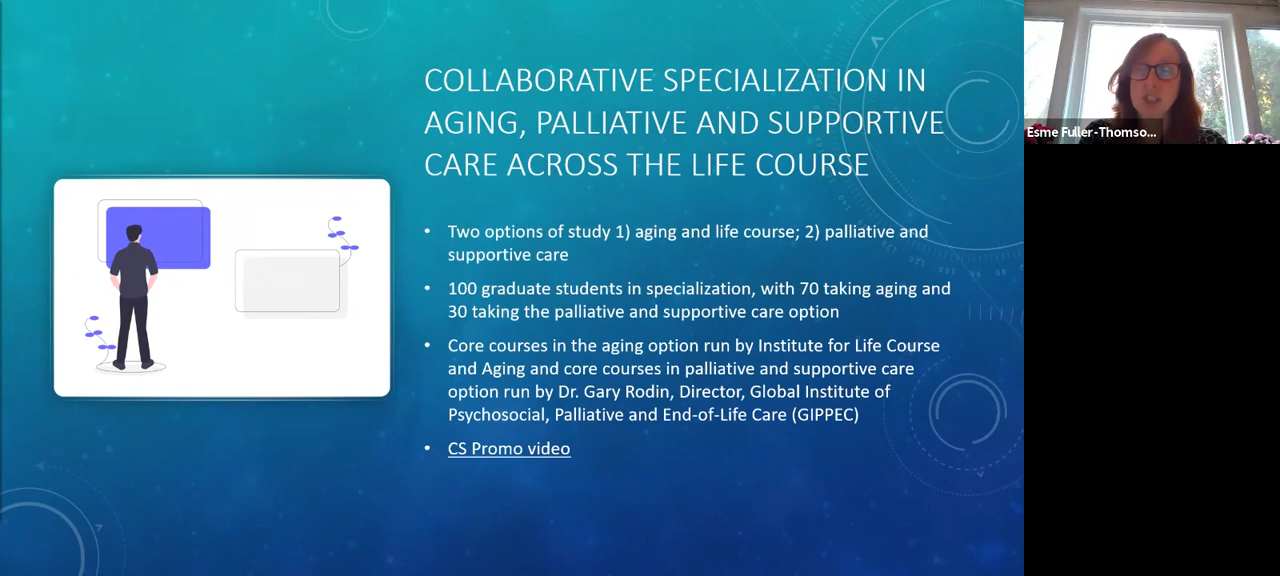 COLLABORATIVE SPECIALIZATION IN
AGING, PALLIATIVE AND SUPPORTIVE
CARE ACROSS THE LIFE COURSE
• Two options of study 1) aging and life course; 2) palliative and
supportive care
• 100 graduate students in specialization, with 70 taking aging and
30 taking the palliative and supportive care option
• Core courses in the aging option run by Institute for Life Course
and Aging and core courses in palliative and supportive care
option run by Dr. Gary Rodin, Director, Global Institute of
Psychosocial, Palliative and End-of-Life Care (GIPPEC)
• CS Promo video
Esme Fuller-Thomso...